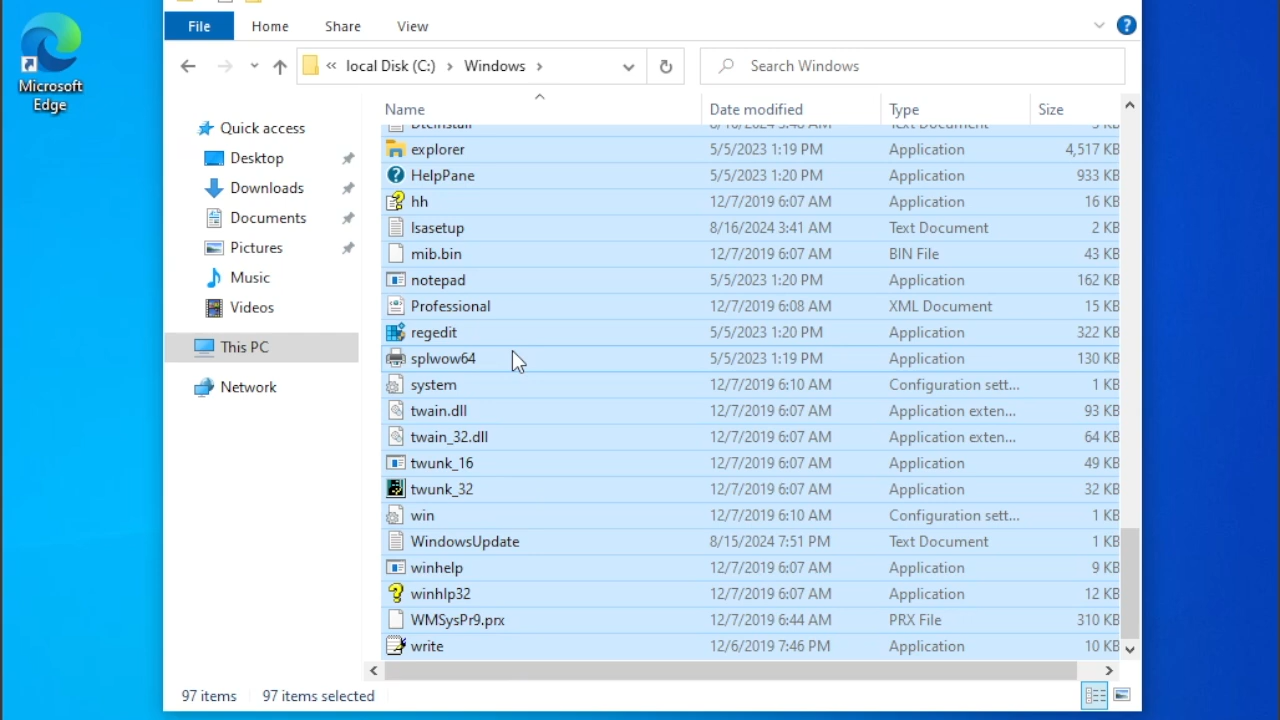 Microsoft
Edge
File Home Share View
« local Disk (C:) › Windows › Search Windows
Name Date modified Type Size
Quick access
Desktop
Downloads
Documents
Pictures
Music
Videos
This PC
Network
explorer 5/5/2023 1:19 PM Application 4,517 KB
HelpPane 5/5/2023 1:20 PM Application 933 KB
hh 12/7/2019 6:07 AM Application 16 KB
lsasetup 8/16/2024 3:41 AM Text Document 2 KB
mib.bin 12/7/2019 6:07 AM BIN File 43 KB
notepad 5/5/2023 1:20 PM Application 162 KB
Professional 12/7/2019 6:08 AM XML Document 15 KB
regedit 5/5/2023 1:20 PM Application 322 KB
splwow64 5/5/2023 1:19 PM Application 130 KB
system 12/7/2019 6:10 AM Configuration sett... 1 KB
twain.dll 12/7/2019 6:07 AM Application exten... 93 KB
twain_32.dll 12/7/2019 6:07 AM Application exten... 64 KB
twunk_16 12/7/2019 6:07 AM Application 49 KB
twunk_32 12/7/2019 6:07 AM Application 32 KB
win 12/7/2019 6:10 AM Configuration sett... 1 KB
WindowsUpdate 8/15/2024 7:51 PM Text Document 1 KB
winhelp 12/7/2019 6:07 AM Application 9 KB
winhlp32 12/7/2019 6:07 AM Application 12 KB
WMSysPr9.prx 12/7/2019 6:44 AM PRX File 310 KB
write 12/6/2019 7:46 PM Application 10 KB
97 items 97 items selected